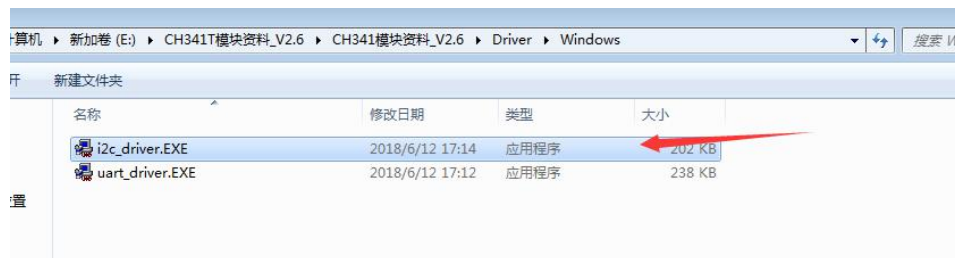 计算机 ▸ 新加卷 (E:) ▸ CH341T模块资料_V2.6 ▸ CH341模块资料_V2.6 ▸ Driver ▸ Windows 搜索 W
开 新建文件夹
名称 修改日期 类型 大小
i2c_driver.EXE 2018/6/12 17:14 应用程序 202 KB
uart_driver.EXE 2018/6/12 17:12 应用程序 238 KB
置